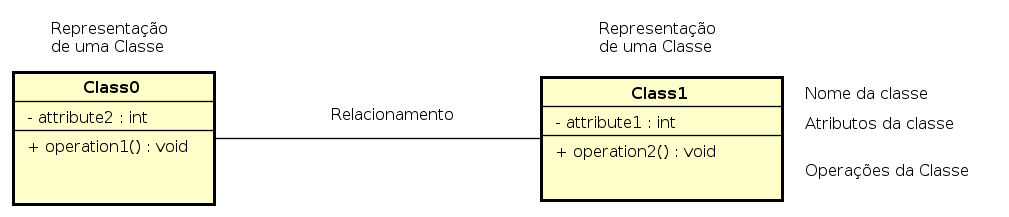 Representação
de uma Classe
Class0
- attribute2 : int
+ operation1() : void
Relacionamento
Representação
de uma Classe
Class1
- attribute1 : int
+ operation2() : void
Nome da classe
Atributos da classe
Operações da Classe